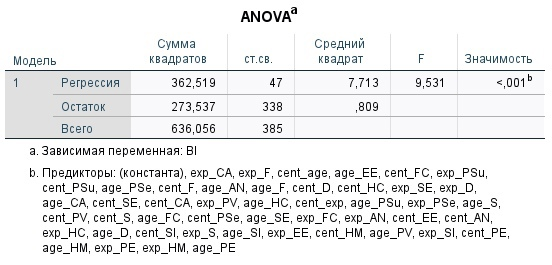 ANOVAa
Модель Сумма квадратов ст.св. Средний квадрат F Значимость
1 Регрессия 362,519 47 7,713 9,531 <,001b
Остаток 273,537 338 ,809
Всего 636,056 385
a. Зависимая переменная: BI
b. Предикторы: (константа), exp_CA, exp_F, cent_age, age_EE, cent_FC, exp_PSu,
cent_PSu, age_PSe, cent_F, age_AN, age_F, cent_D, cent_HC, exp_SE, exp_D,
age_CA, cent_SE, cent_CA, exp_PV, age_HC, cent_exp, age_PSu, exp_PSe, age_S,
cent_PV, cent_S, age_FC, cent_PSe, age_SE, exp_FC, exp_AN, cent_EE, cent_AN,
exp_HC, age_D, cent_SI, exp_S, age_SI, exp_EE, cent_HM, age_PV, exp_SI, cent_PE,
age_HM, exp_PE, exp_HM, age_PE